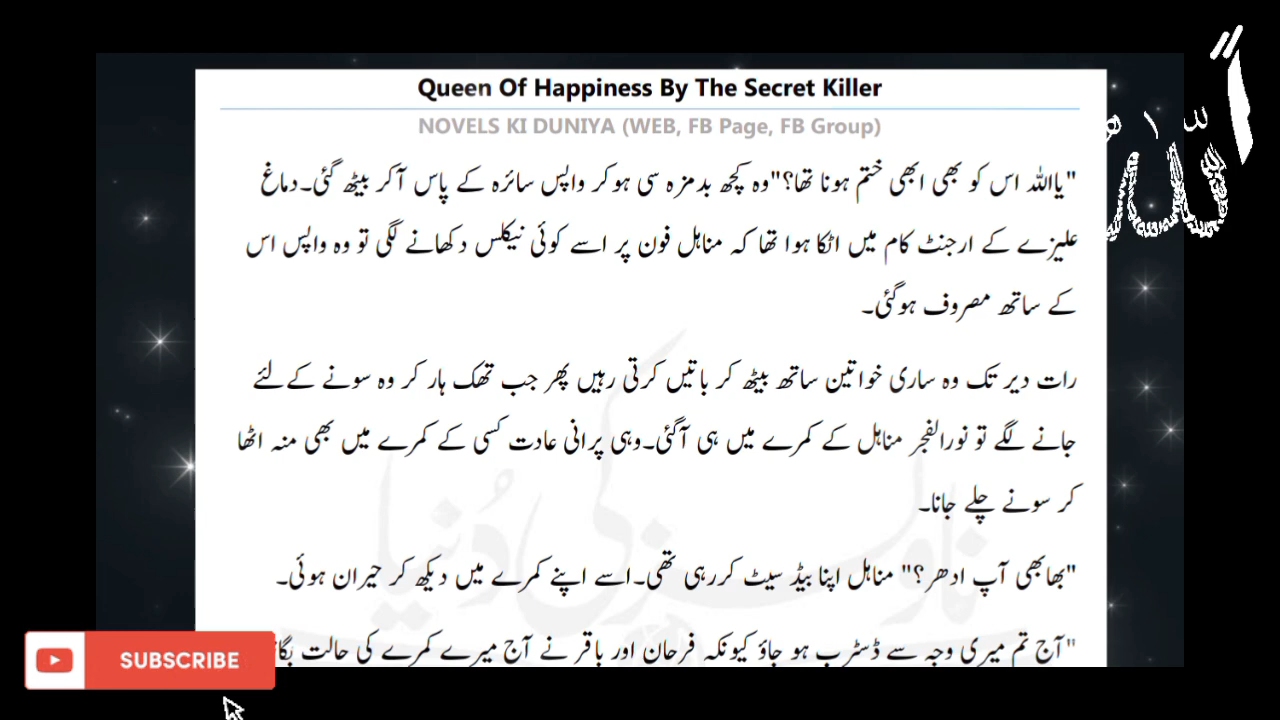 Queen Of Happiness By The Secret Killer
NOVELS KI DUNIYA (WEB, FB Page, FB Group)
"یااللہ اس کو بھی ابھی ختم ہونا تھا؟"وہ کچھ بدمزہ سی ہوکر واپس سائرہ کے پاس آکر بیٹھ گئی۔دماغ
علیزے کے ارجنٹ کام میں اٹکا ہوا تھا کہ مناہل فون پر اسے کوئی نیکلس دکھانے لگی تو وہ واپس اس
کے ساتھ مصروف ہوگئی۔
رات دیر تک وہ ساری خواتین ساتھ بیٹھ کر باتیں کرتی رہیں پھر جب تھک ہار کر وہ سونے کےلئے
جانے لگے تو نورالفجر مناہل کے کمرے میں ہی آگئی۔وہی پرانی عادت کسی کے کمرے میں بھی منہ اٹھا
کر سونے چلے جانا۔
"بھابھی آپ ادھر؟" مناہل اپنا بیڈ سیٹ کررہی تھی۔اسے اپنے کمرے میں دیکھ کر حیران ہوئی۔
"آج تم میری وجہ سے ڈسٹرب ہو جاؤ کیونکہ فرحان اور باقر نے آج میرے کمرے کی حالت
ناولز کی دُنیا
اللہ
SUBSCRIBE